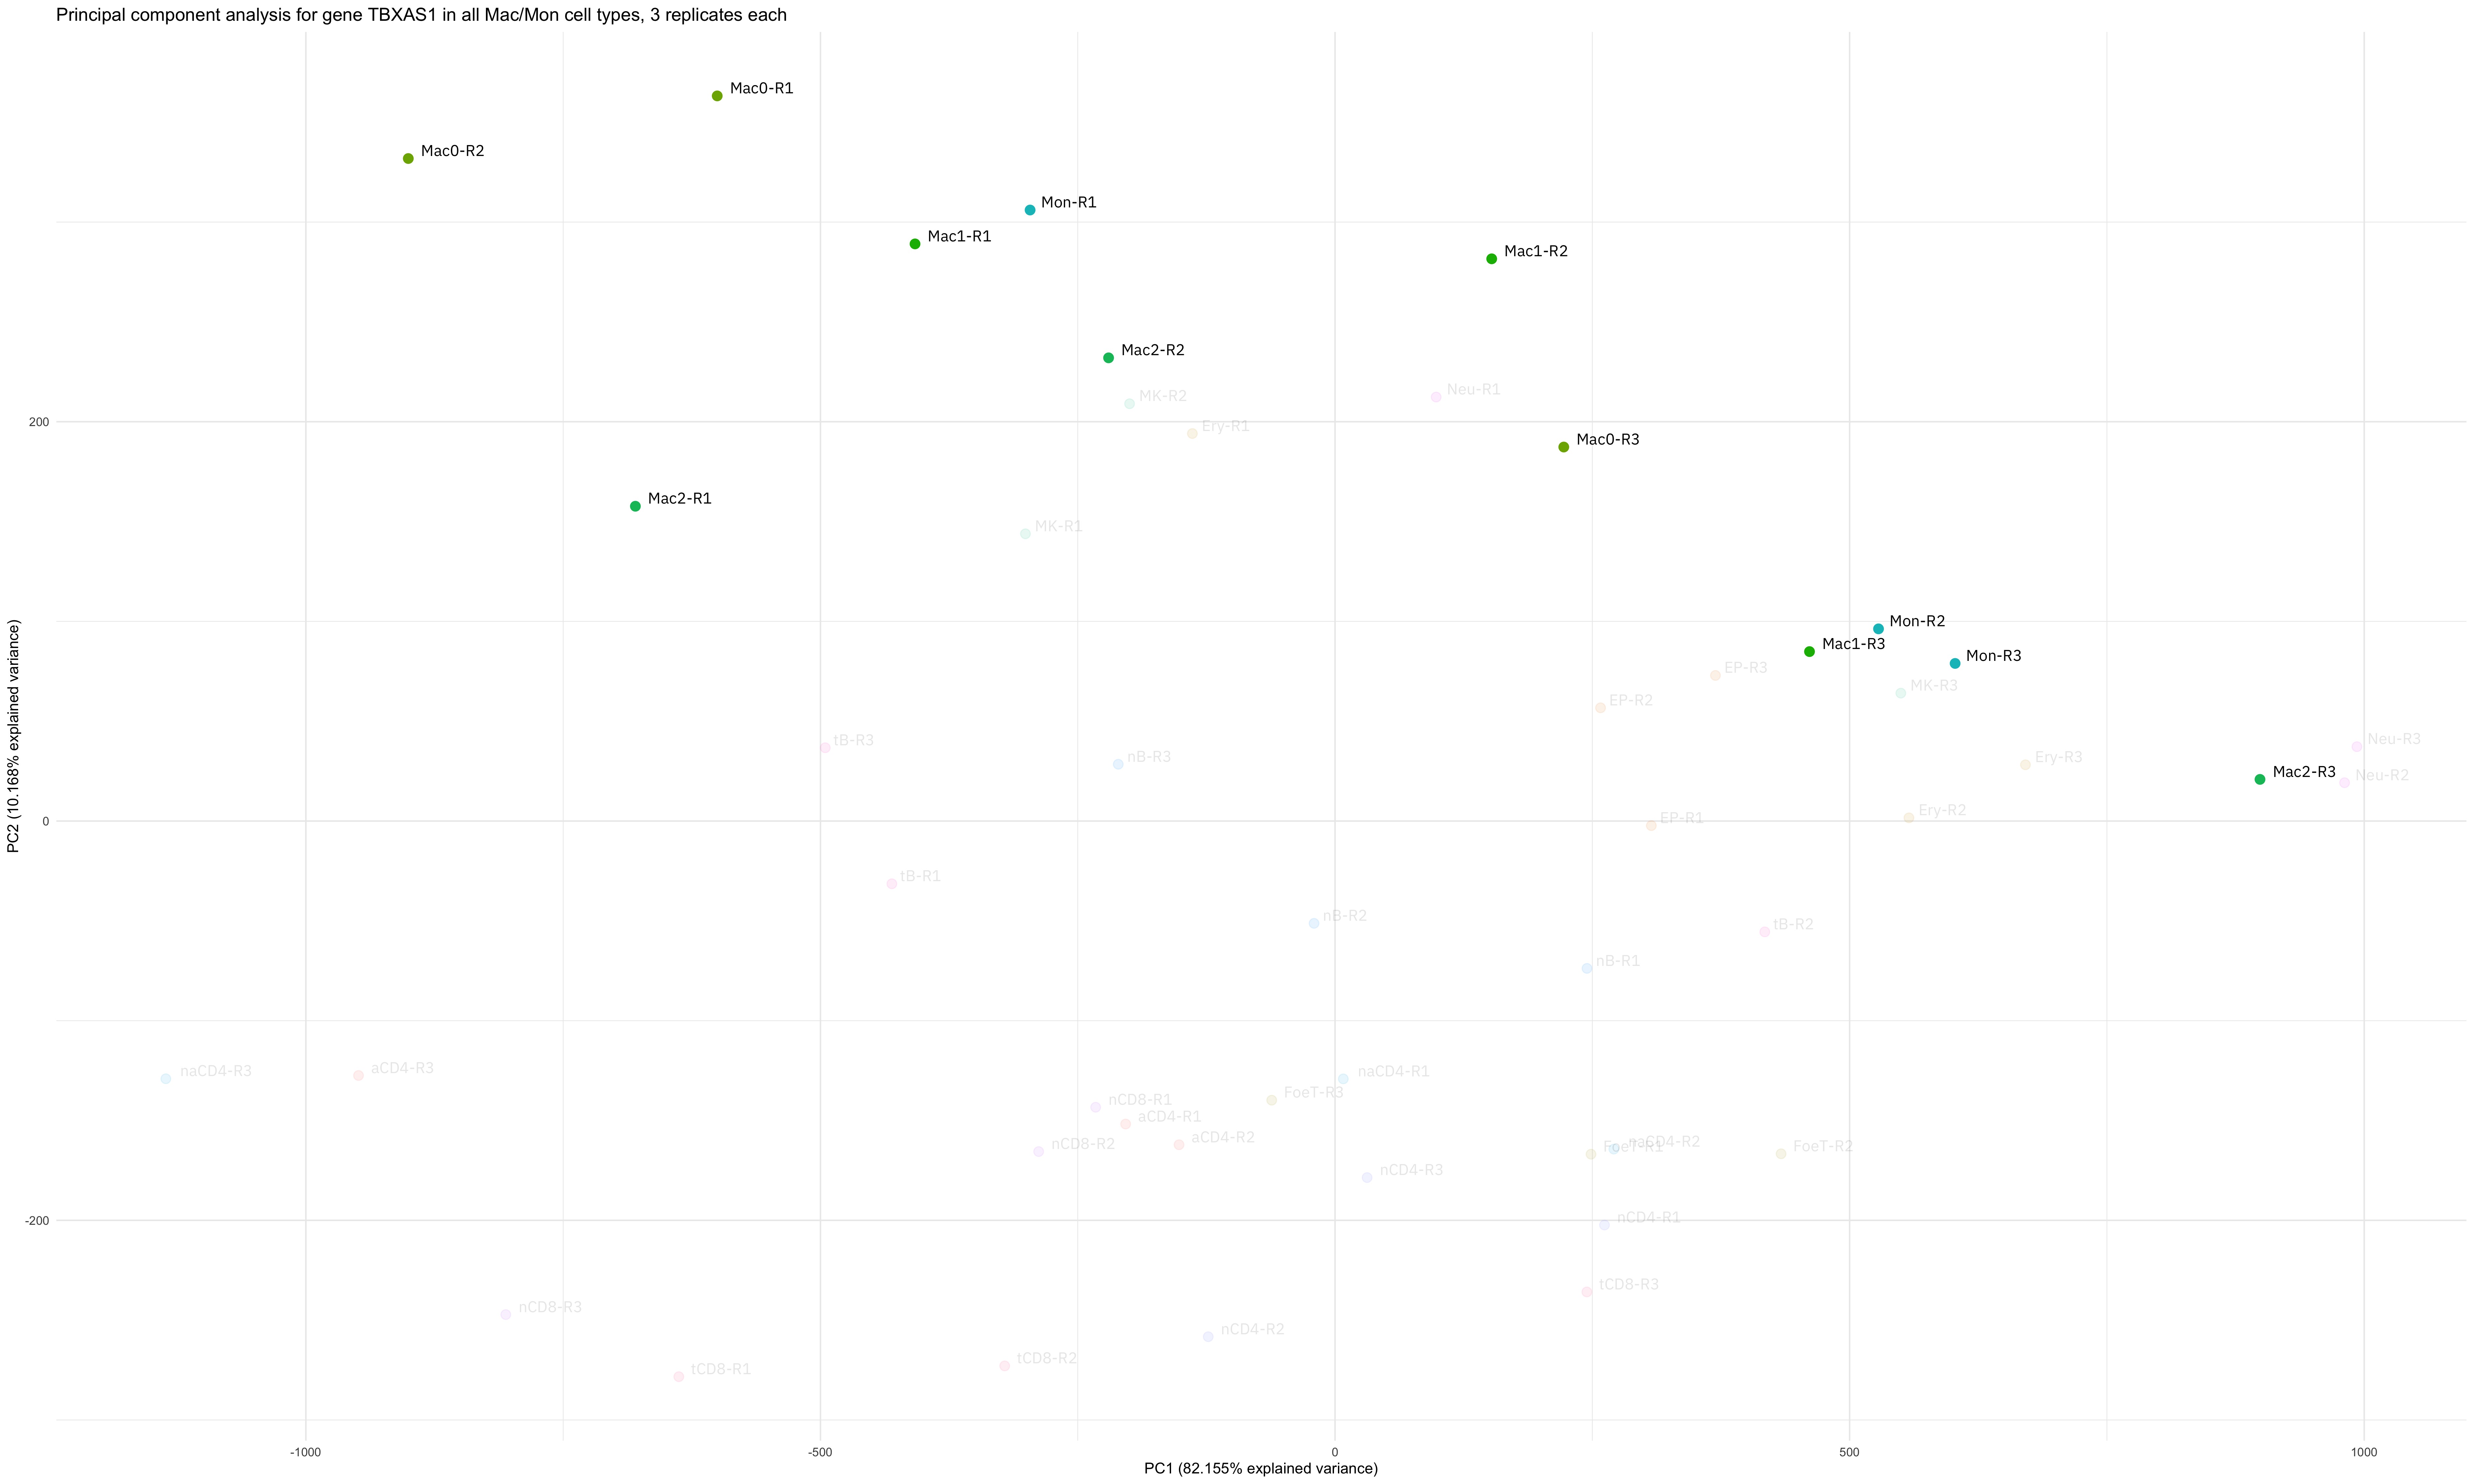 Principal component analysis for gene TBXAS1 in all Mac/Mon cell types, 3 replicates each
Mac0-R1
Mac0-R2
Mon-R1
Mac1-R1
Mac1-R2
Mac2-R2
MK-R2
Neu-R1
Ery-R1
200
Mac0-R3
Mac2-R1
MK-R1
Mon-R2
Mac1-R3
Mon-R3
EP-R3
MK-R3
EP-R2
tB-R3
nB-R3
Neu-R3
Ery-R3
Mac2-R3
Neu-R2
Ery-R2
EP-R1
0
PC2 (10.168% explained variance)
tB-R1
nB-R2
tB-R2
nB-R1
naCD4-R3
aCD4-R3
naCD4-R1
FoeT-R3
nCD8-R1
aCD4-R1
aCD4-R2
nCD8-R2
naCD4-R2
FoeT-R1
FoeT-R2
nCD4-R3
nCD4-R1
-200
tCD8-R3
nCD8-R3
nCD4-R2
tCD8-R2
tCD8-R1
-1000
-500
0
500
1000
PC1 (82.155% explained variance)